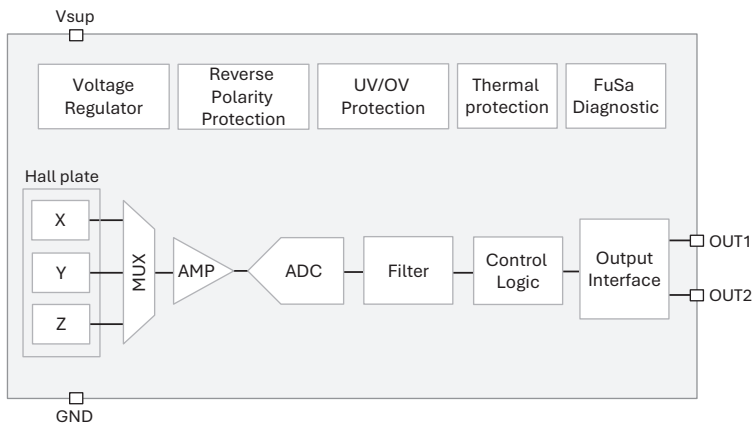 Vsup
Voltage
Regulator
Reverse
Polarity
Protection
UV/OV
Protection
Thermal
protection
FuSa
Diagnostic
Hall plate
X
Y
Z
MUX
AMP
ADC
Filter
Control
Logic
Output
Interface
OUT1
OUT2
GND